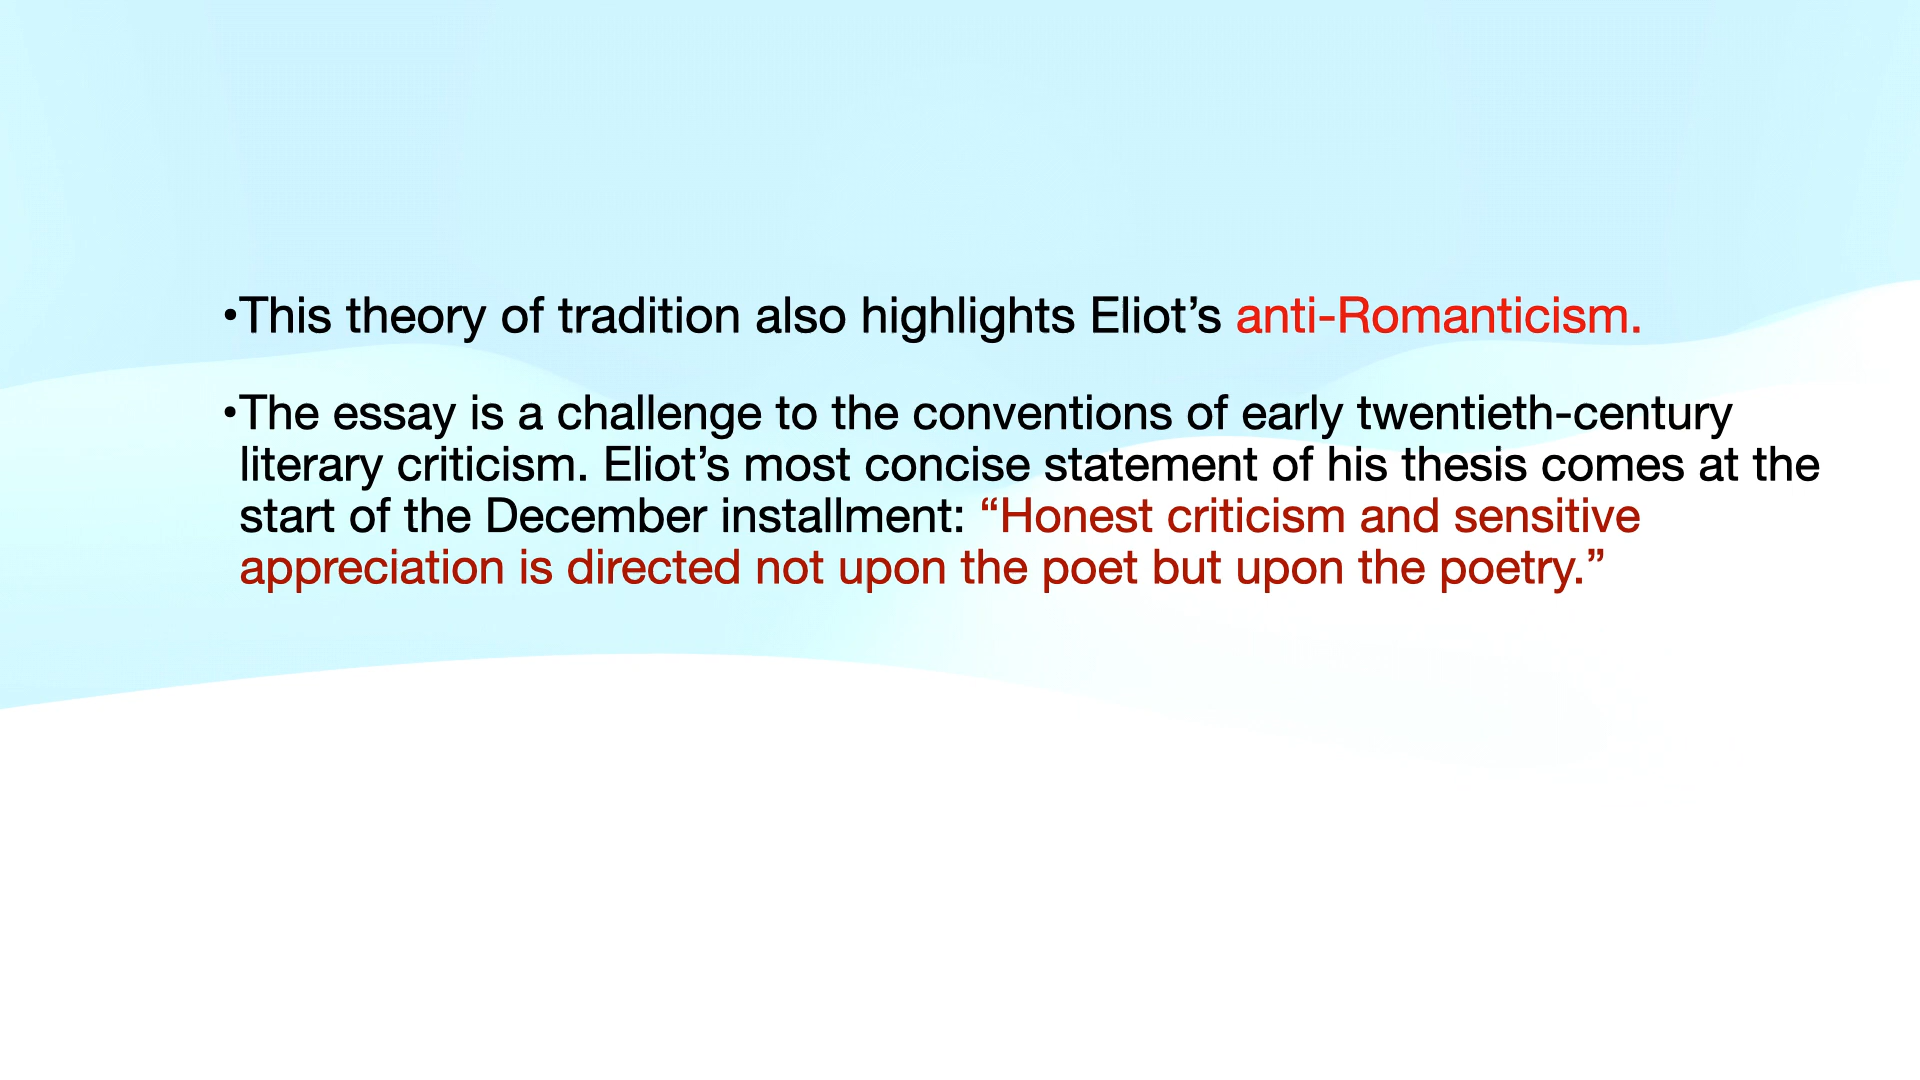 •This theory of tradition also highlights Eliot’s anti-Romanticism.
•The essay is a challenge to the conventions of early twentieth-century
literary criticism. Eliot’s most concise statement of his thesis comes at the
start of the December installment: “Honest criticism and sensitive
appreciation is directed not upon the poet but upon the poetry.”